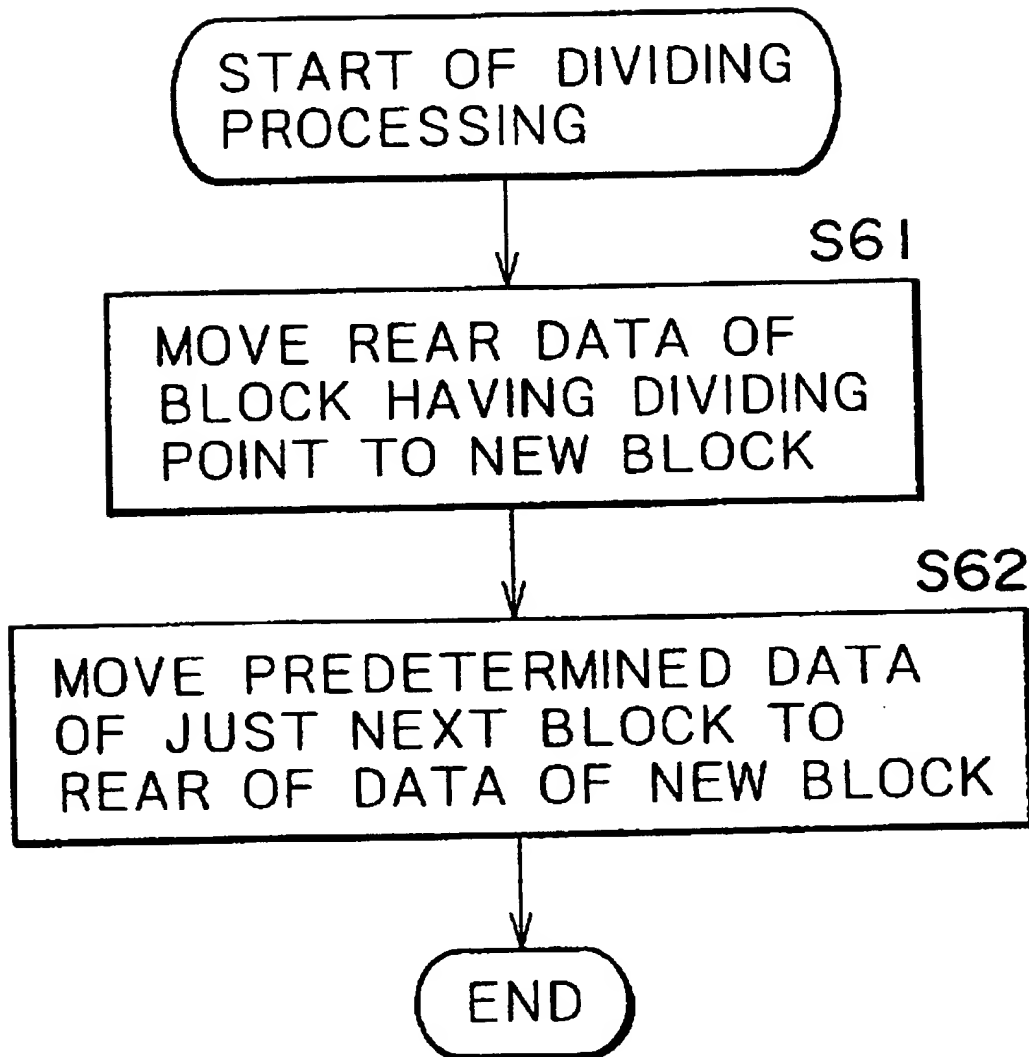 START OF DIVIDING
PROCESSING
S61
MOVE REAR DATA OF
BLOCK HAVING DIVIDING
POINT TO NEW BLOCK
S62
MOVE PREDETERMINED DATA
OF JUST NEXT BLOCK TO
REAR OF DATA OF NEW BLOCK
END